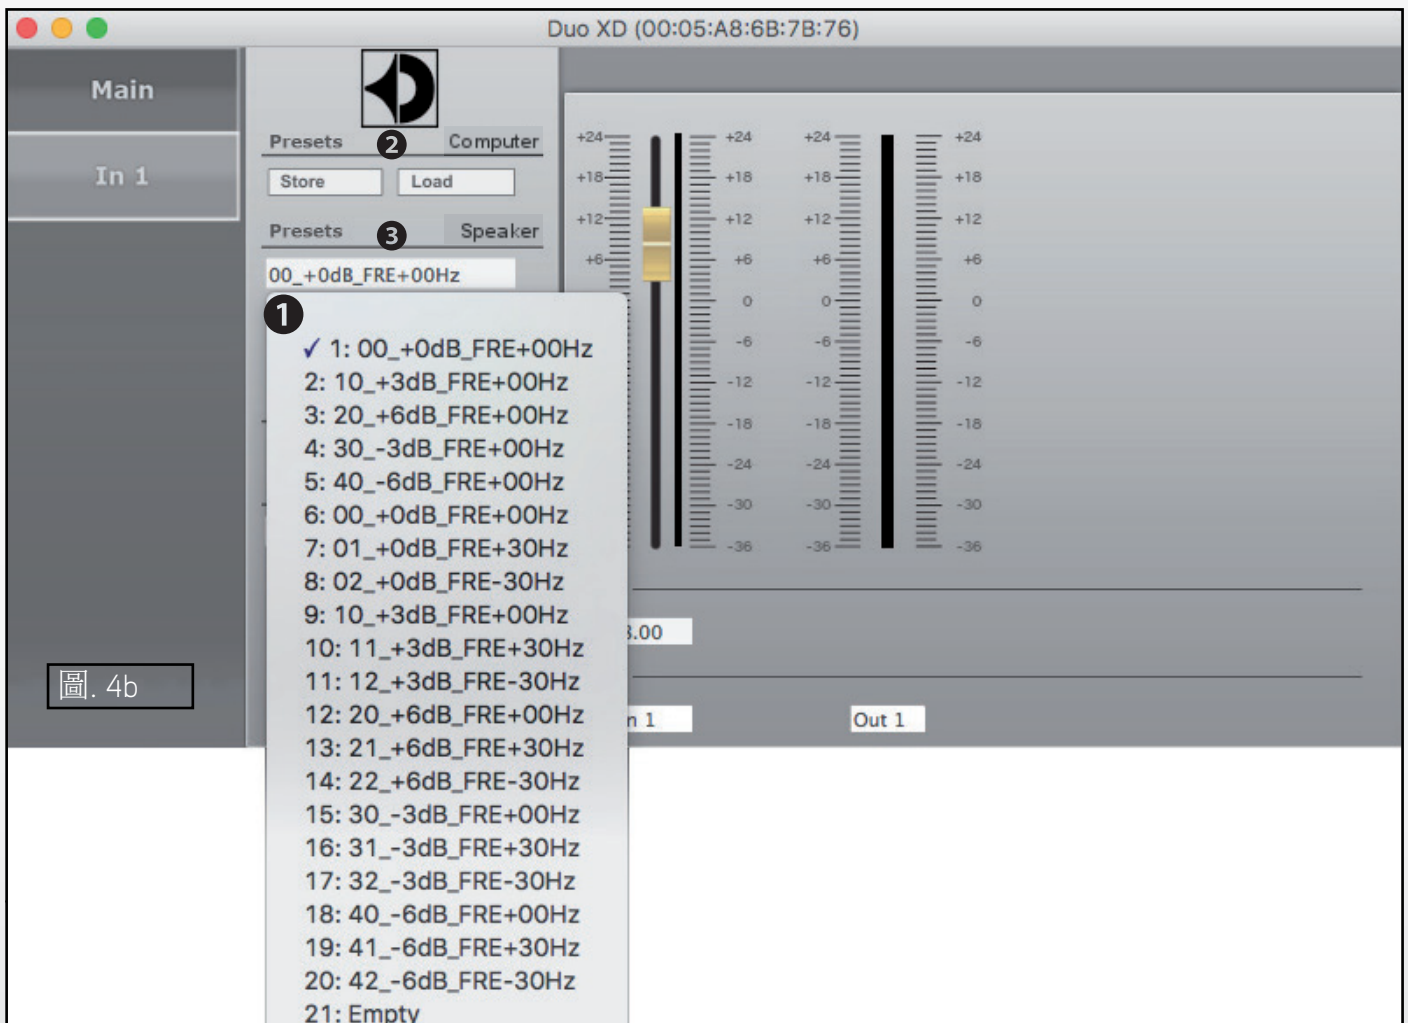 Duo XD (00:05:A8:6B:7B:76)
Main
In 1
Presets ❷ Computer
Store Load
Presets ❸ Speaker
00_+0dB_FRE+00Hz
❶
✓ 1: 00_+0dB_FRE+00Hz
2: 10_+3dB_FRE+00Hz
3: 20_+6dB_FRE+00Hz
4: 30_-3dB_FRE+00Hz
5: 40_-6dB_FRE+00Hz
6: 00_+0dB_FRE+00Hz
7: 01_+0dB_FRE+30Hz
8: 02_+0dB_FRE-30Hz
9: 10_+3dB_FRE+00Hz
10: 11_+3dB_FRE+30Hz
11: 12_+3dB_FRE-30Hz
12: 20_+6dB_FRE+00Hz
13: 21_+6dB_FRE+30Hz
14: 22_+6dB_FRE-30Hz
15: 30_-3dB_FRE+00Hz
16: 31_-3dB_FRE+30Hz
17: 32_-3dB_FRE-30Hz
18: 40_-6dB_FRE+00Hz
19: 41_-6dB_FRE+30Hz
20: 42_-6dB_FRE-30Hz
21: Empty
+24 +24 +24 +24
+18 +18 +18 +18
+12 +12 +12 +12
+6 +6 +6 +6
0 0 0
-6 -6 -6
-12 -12 -12
-18 -18 -18
-24 -24 -24
-30 -30 -30
-36 -36 -36
.00
n 1 Out 1
圖. 4b